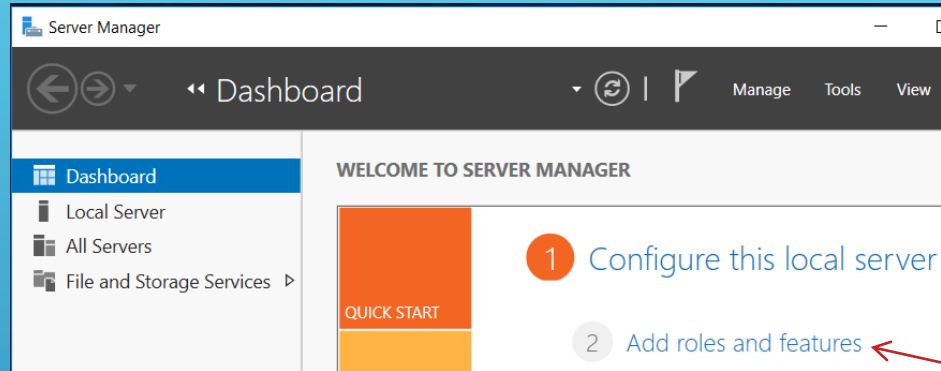 Server Manager
Dashboard
Manage Tools View
Dashboard
Local Server
All Servers
File and Storage Services
WELCOME TO SERVER MANAGER
QUICK START
1 Configure this local server
2 Add roles and features